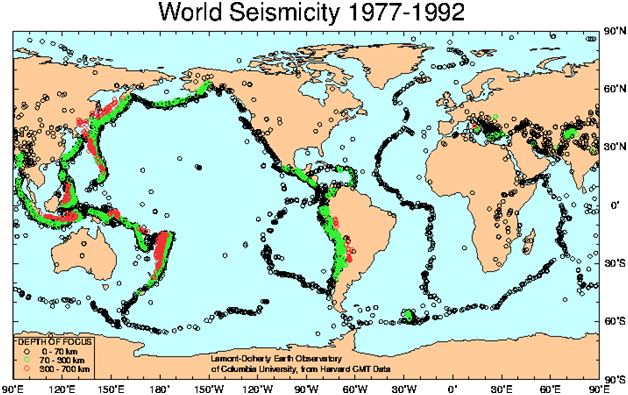 World Seismicity 1977-1992
90°N
60°N
30°N
0°
30°S
60°S
90°S
DEPTH OF FOCUS
0 - 70 km
70 - 300 km
300 - 700 km
Lamont-Doherty Earth Observatory
of Columbia University, from Harvard CMT Data
90°E 120°E 150°E 180° 150°W 120°W 90°W 60°W 30°W 0° 30°E 60°E 90°E